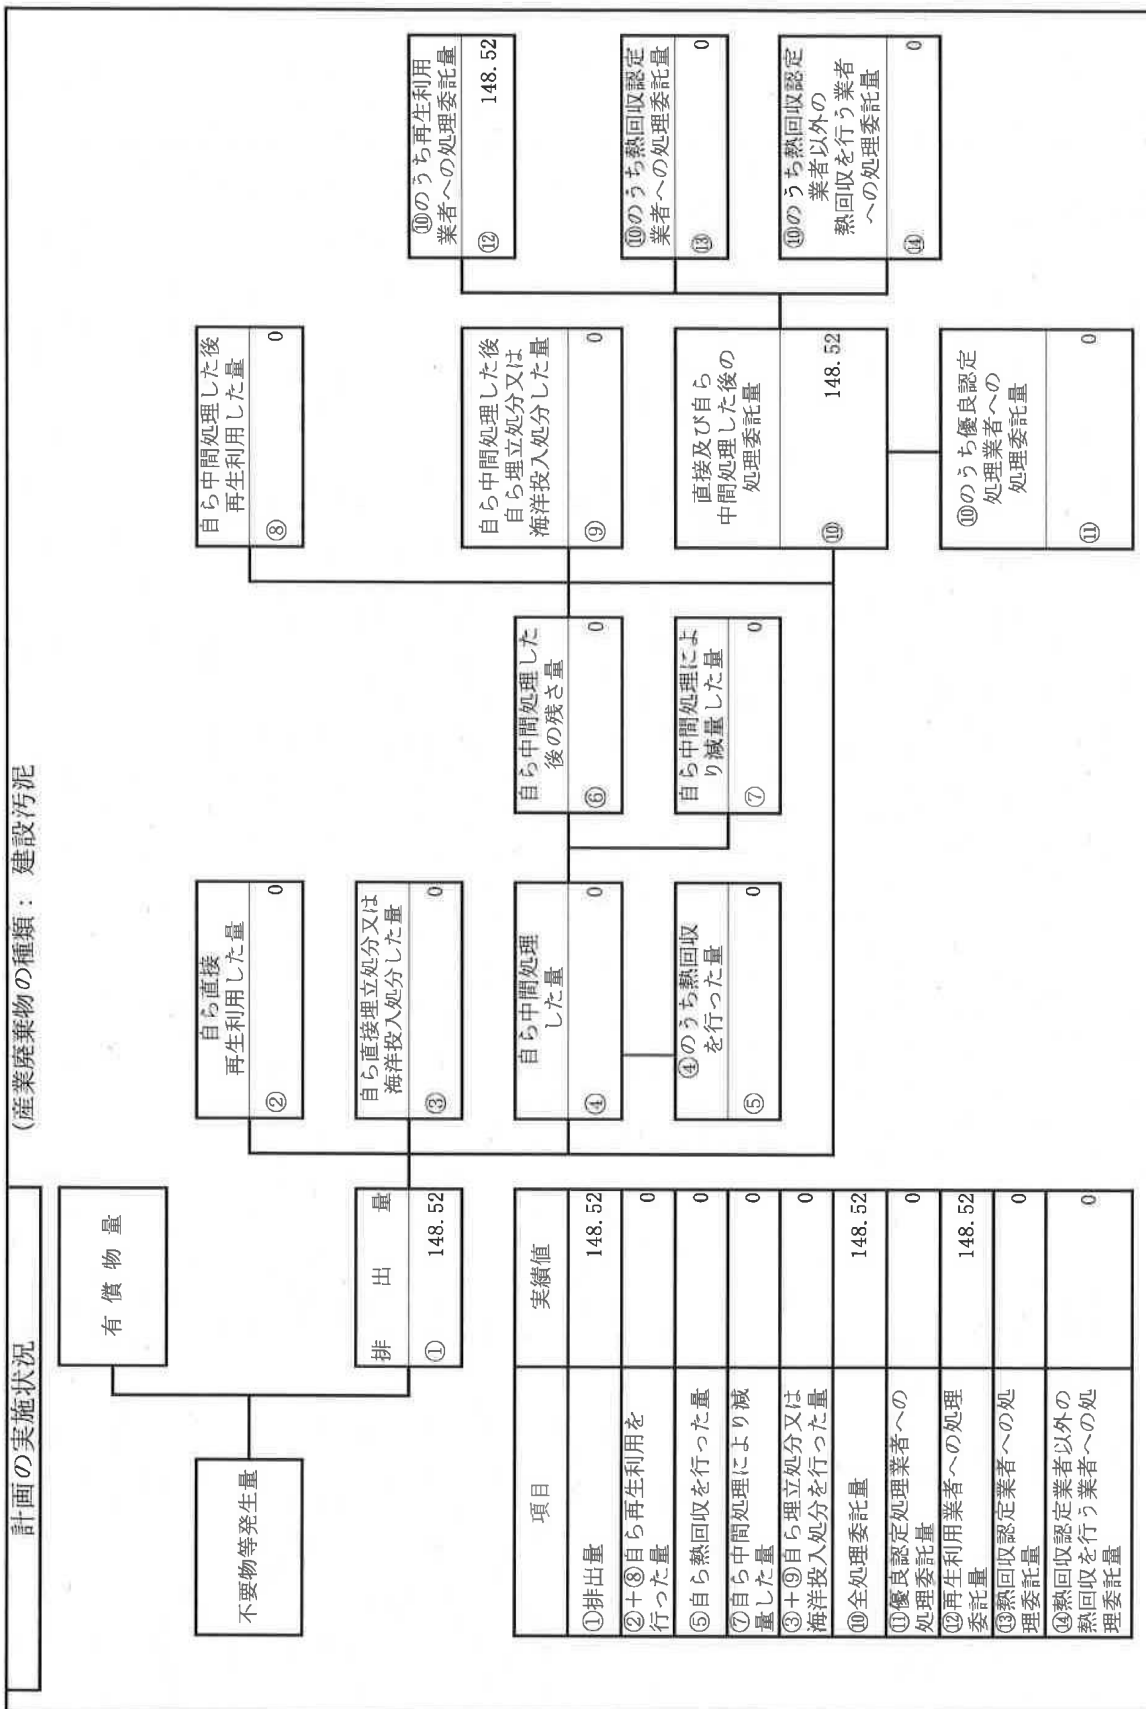 計画の実施状況
(産業廃棄物の種類： 建設汚泥
不要物等発生量
有 償 物 量
排 出 量
① 148.52
自ら直接
再生利用した量
② 0
自ら直接埋立処分又は
海洋投入処分した量
③ 0
自ら中間処理
した量
④ 0
④のうち熱回収
を行った量
⑤ 0
自ら中間処理した
後の残さ量
⑥ 0
自ら中間処理によ
り減量した量
⑦ 0
自ら中間処理した後
再生利用した量
⑧ 0
自ら中間処理した後
自ら埋立処分又は
海洋投入処分した量
⑨ 0
直接及び自ら
中間処理した後の
処理委託量
⑩ 148.52
⑩のうち優良認定
処理業者への
処理委託量
⑪ 0
⑩のうち再生利用
業者への処理委託量
⑫ 148.52
⑩のうち熱回収認定
業者への処理委託量
⑬ 0
⑩のうち熱回収認定
業者以外の
熱回収を行う業者
への処理委託量
⑭ 0
項目 実績値
①排出量 148.52
②＋⑧自ら再生利用を
行った量 0
⑤自ら熱回収を行った量 0
⑦自ら中間処理により減
量した量 0
③＋⑨自ら埋立処分又は
海洋投入処分を行った量 0
⑩全処理委託量 148.52
⑪優良認定処理業者への
処理委託量 0
⑫再生利用業者への処理
委託量 148.52
⑬熱回収認定業者への処
理委託量 0
⑭熱回収認定業者以外の
熱回収を行う業者への処
理委託量 0